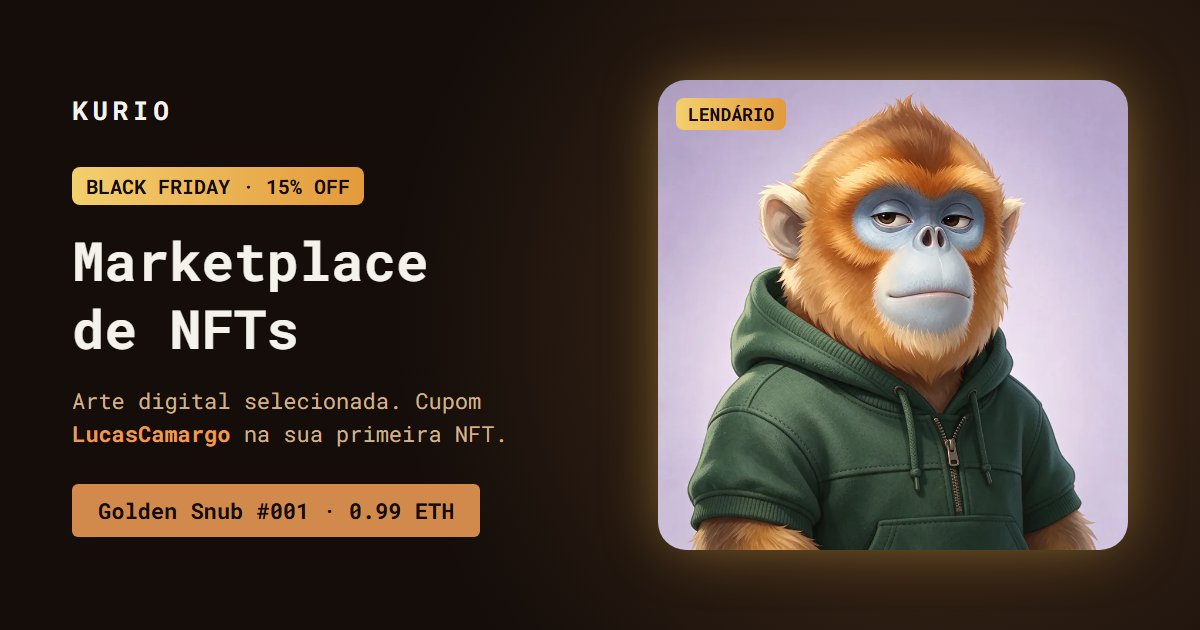 KURIO
BLACK FRIDAY · 15% OFF
Marketplace
de NFTs
Arte digital selecionada. Cupom
LucasCamargo na sua primeira NFT.
Golden Snub #001 · 0.99 ETH
LENDÁRIO